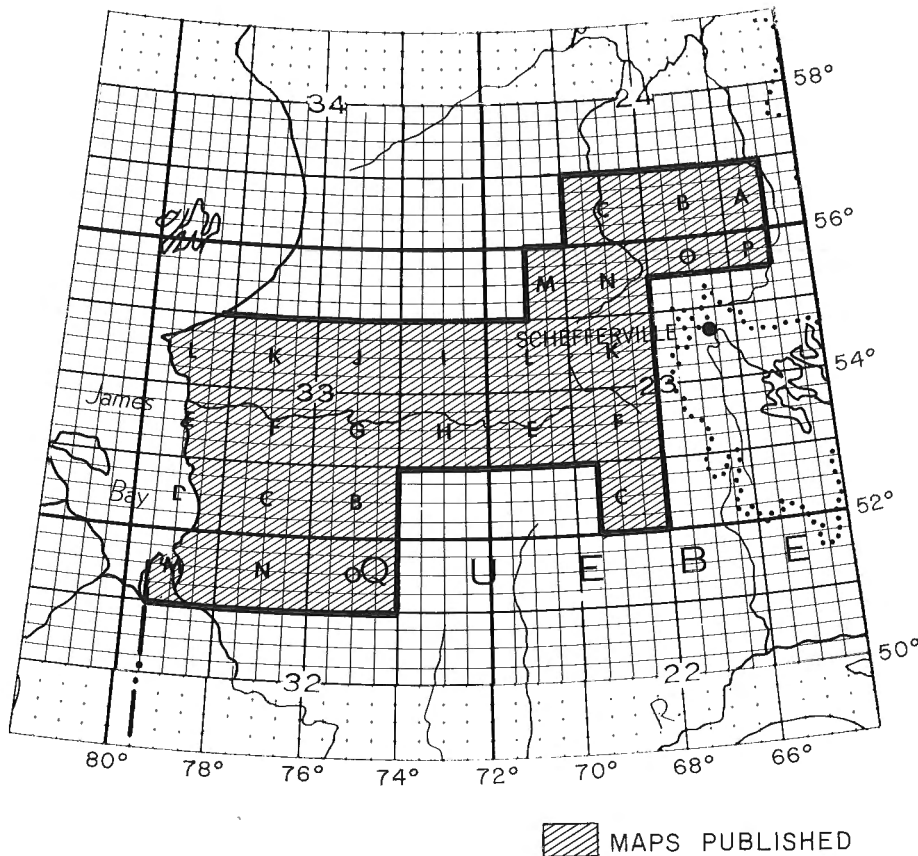 58°
34 24
C B A
56°
M N O P
SCHEFFERVILLE
L K J I L K
54°
33 23
James
E F G H E F
Bay
D C B C
52°
M N O
Q U E B E
50°
32 22
R.
80° 78° 76° 74° 72° 70° 68° 66°
MAPS PUBLISHED